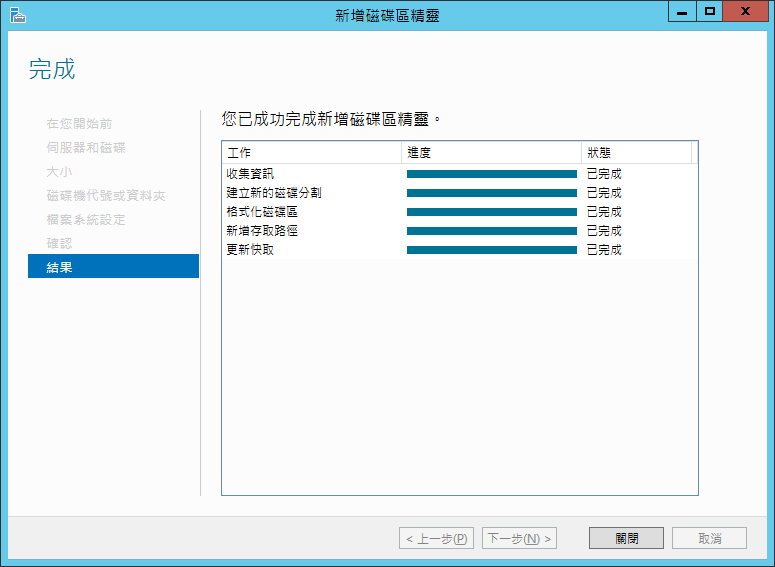 新增磁碟區精靈
完成
在您開始前
伺服器和磁碟
大小
磁碟機代號或資料夾
檔案系統設定
確認
結果
您已成功完成新增磁碟區精靈。
工作 進度 狀態
收集資訊 已完成
建立新的磁碟分割 已完成
格式化磁碟區 已完成
新增存取路徑 已完成
更新快取 已完成
< 上一步(P) 下一步(N) > 關閉 取消